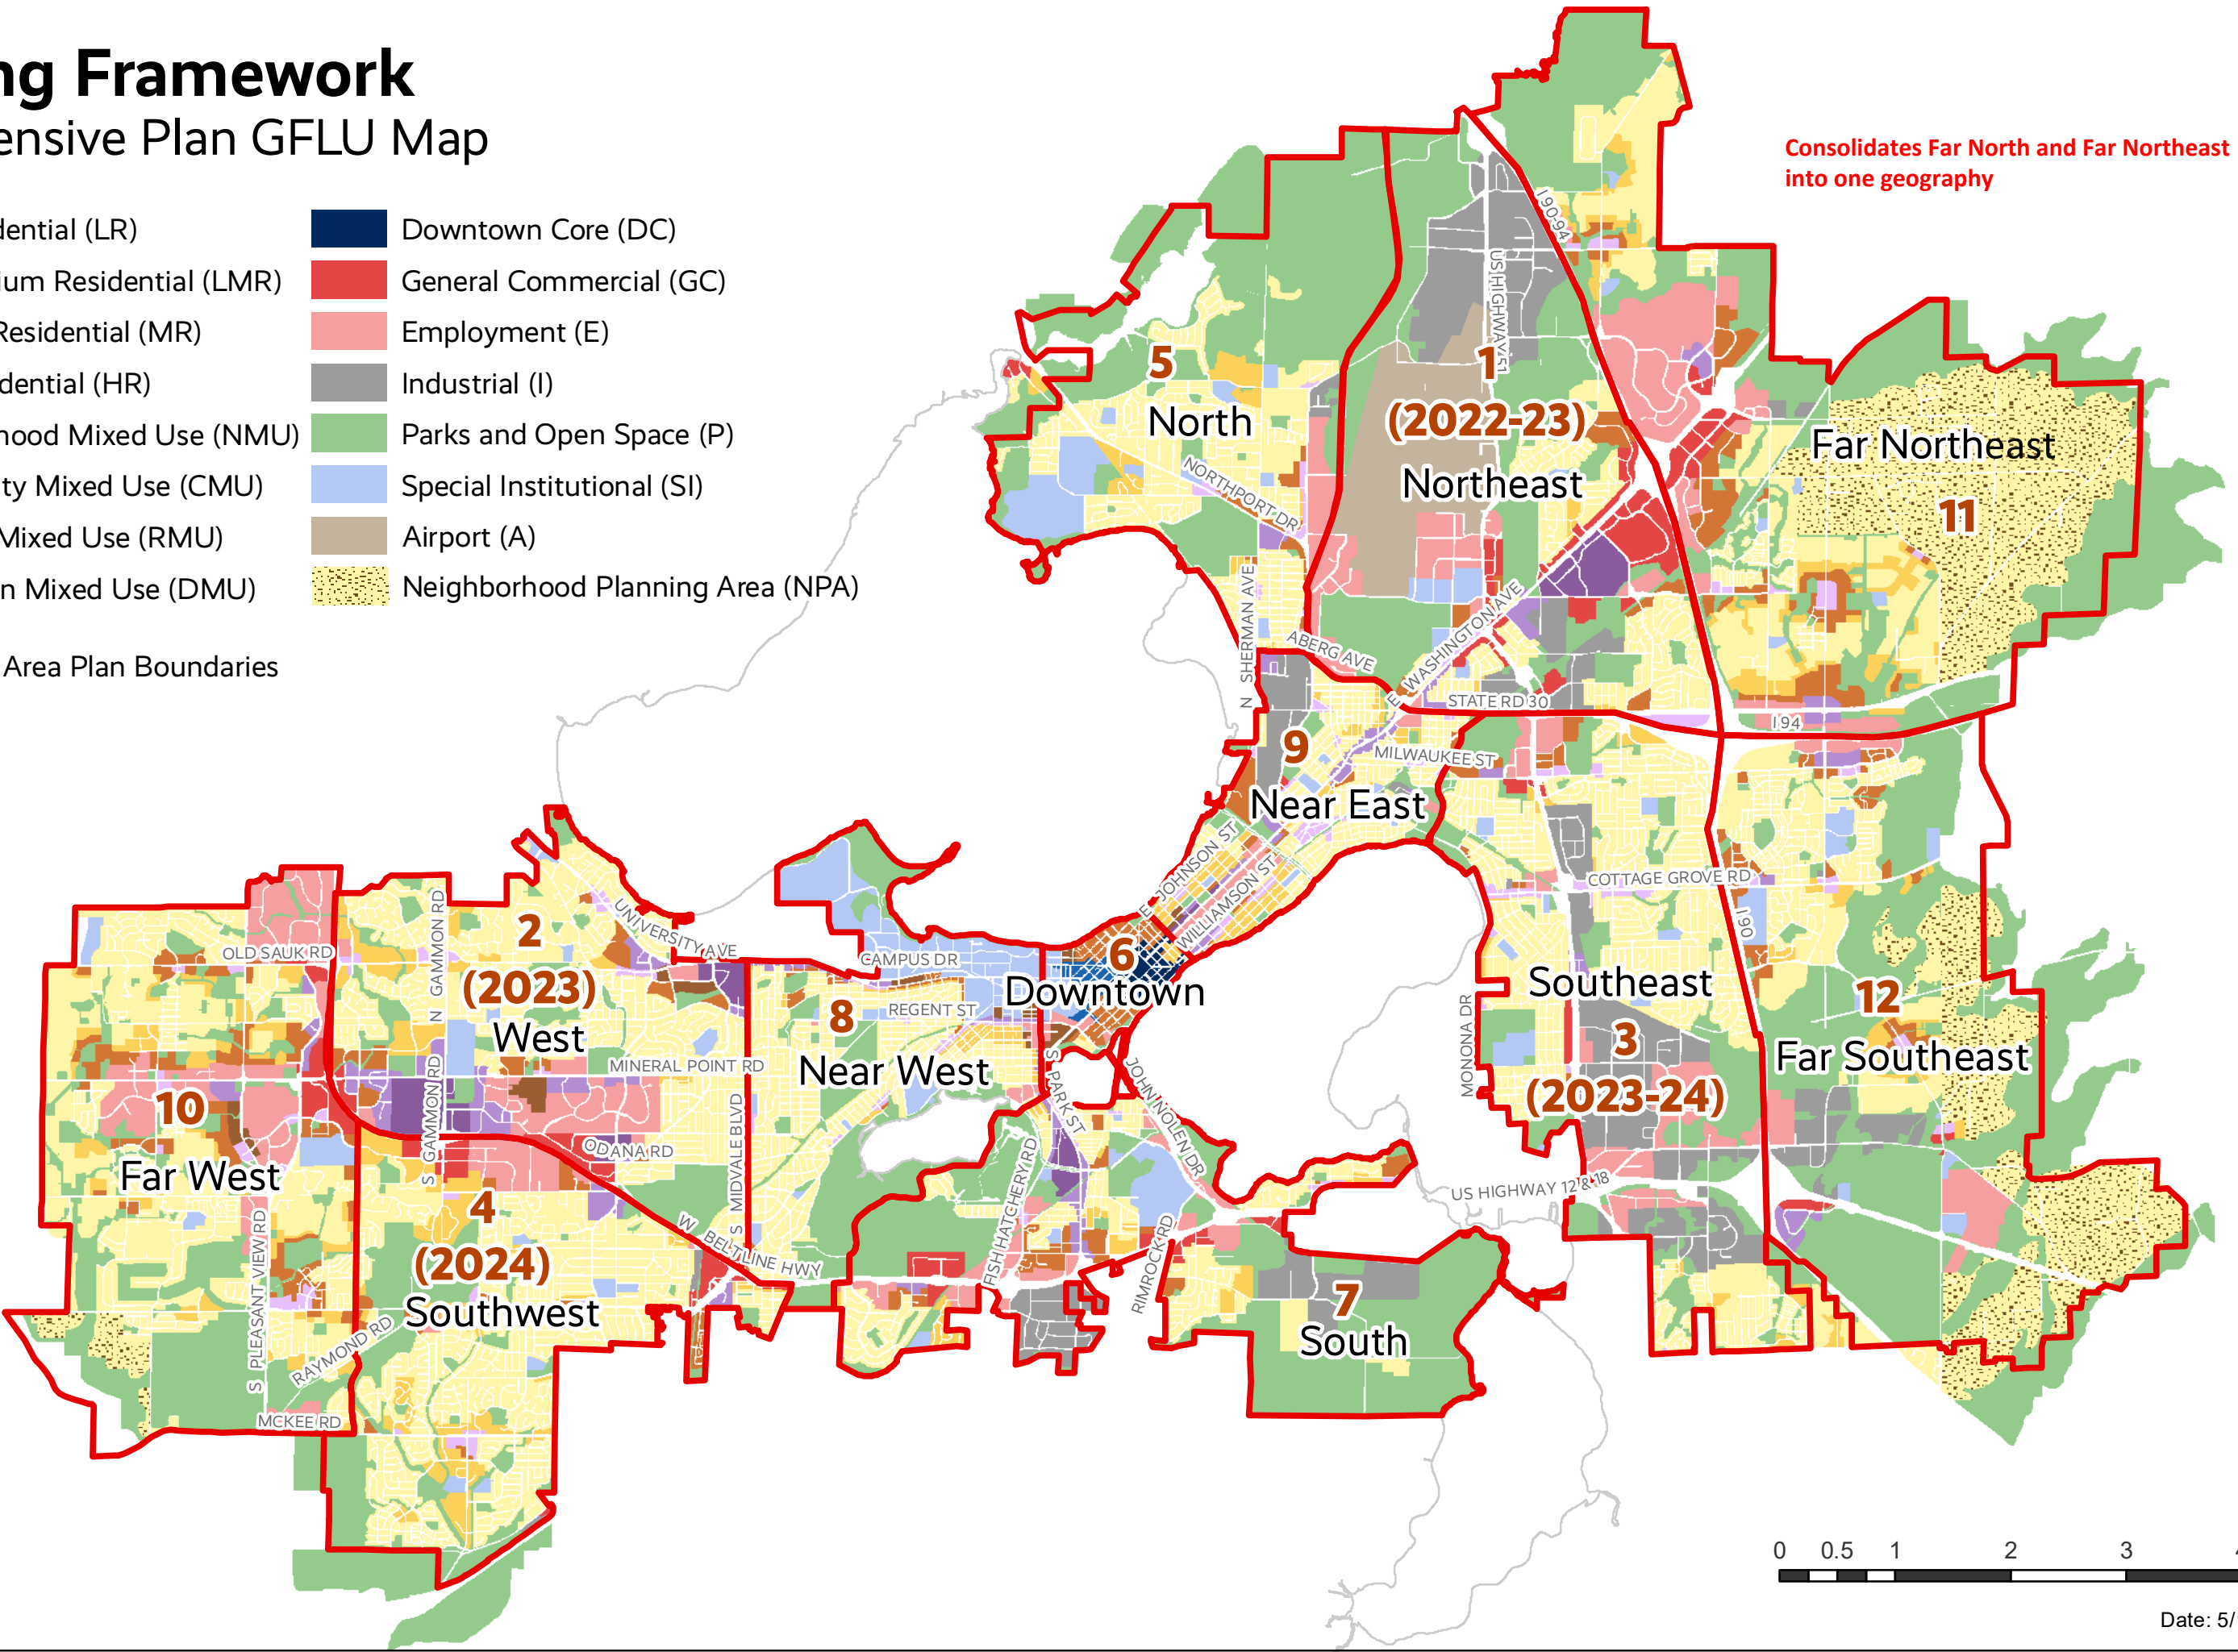 ng Framework
ensive Plan GFLU Map
Consolidates Far North and Far Northeast
into one geography
dential (LR)
ium Residential (LMR)
Residential (MR)
dential (HR)
hood Mixed Use (NMU)
ty Mixed Use (CMU)
Mixed Use (RMU)
n Mixed Use (DMU)
Area Plan Boundaries
Downtown Core (DC)
General Commercial (GC)
Employment (E)
Industrial (I)
Parks and Open Space (P)
Special Institutional (SI)
Airport (A)
Neighborhood Planning Area (NPA)
I 90-94
US HIGHWAY 51
5
North
1
(2022-23)
Northeast
Far Northeast
11
NORTHPORT DR
N SHERMAN AVE
ABERG AVE
E WASHINGTON AVE
STATE RD 30
I 94
9
MILWAUKEE ST
Near East
E JOHNSON ST
WILLIAMSON ST
COTTAGE GROVE RD
I 90
2
(2023)
West
UNIVERSITY AVE
OLD SAUK RD
N GAMMON RD
CAMPUS DR
6
Downtown
8
REGENT ST
Near West
MINERAL POINT RD
S GAMMON RD
S MIDVALE BLVD
ODANA RD
S PARK ST
JOHN NOLEN DR
MONONA DR
Southeast
3
(2023-24)
12
Far Southeast
10
Far West
4
(2024)
Southwest
W BELTLINE HWY
FISH HATCHERY RD
RIMROCK RD
US HIGHWAY 12 & 18
7
South
S PLEASANT VIEW RD
RAYMOND RD
MCKEE RD
0 0.5 1 2 3
Date: 5/